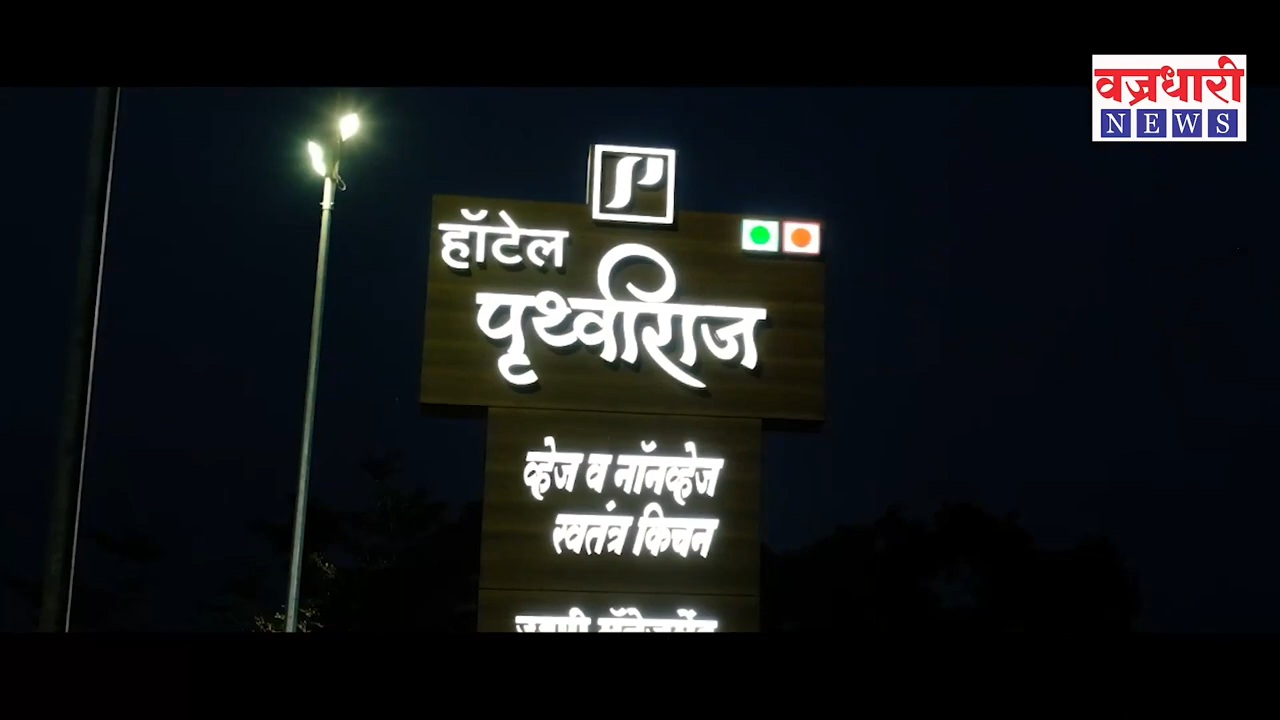 वज्रधारी
NEWS
हॉटेल
पृथ्वीराज
व्हेज व नॉनव्हेज
स्वतंत्र किचन